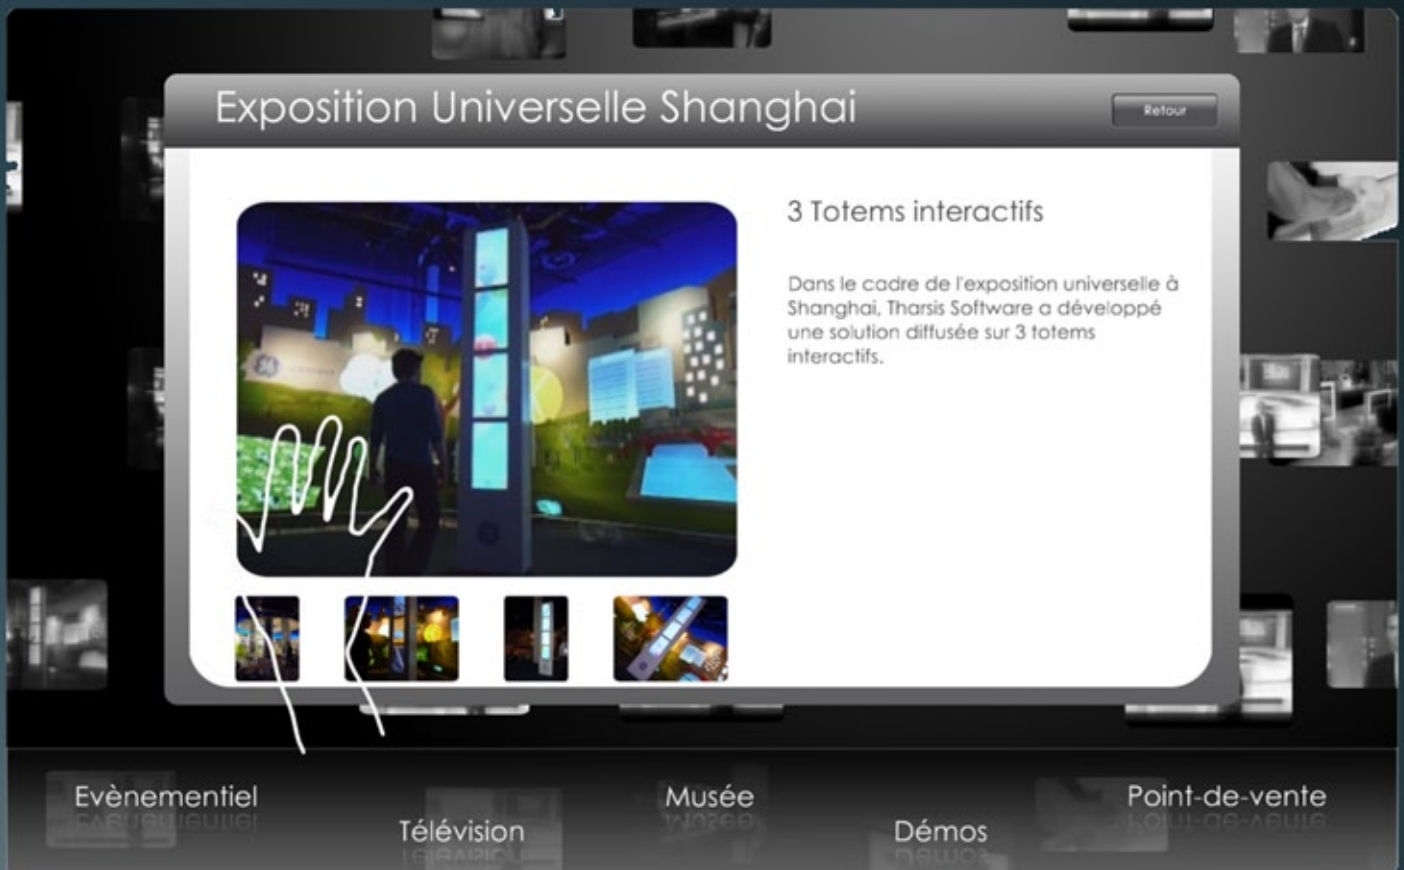 Exposition Universelle Shanghai
Retour
3 Totems interactifs
Dans le cadre de l'exposition universelle à
Shanghai, Tharsis Software a développé
une solution diffusée sur 3 totems
interactifs.
Evènementiel
Télévision
Musée
Démos
Point-de-vente